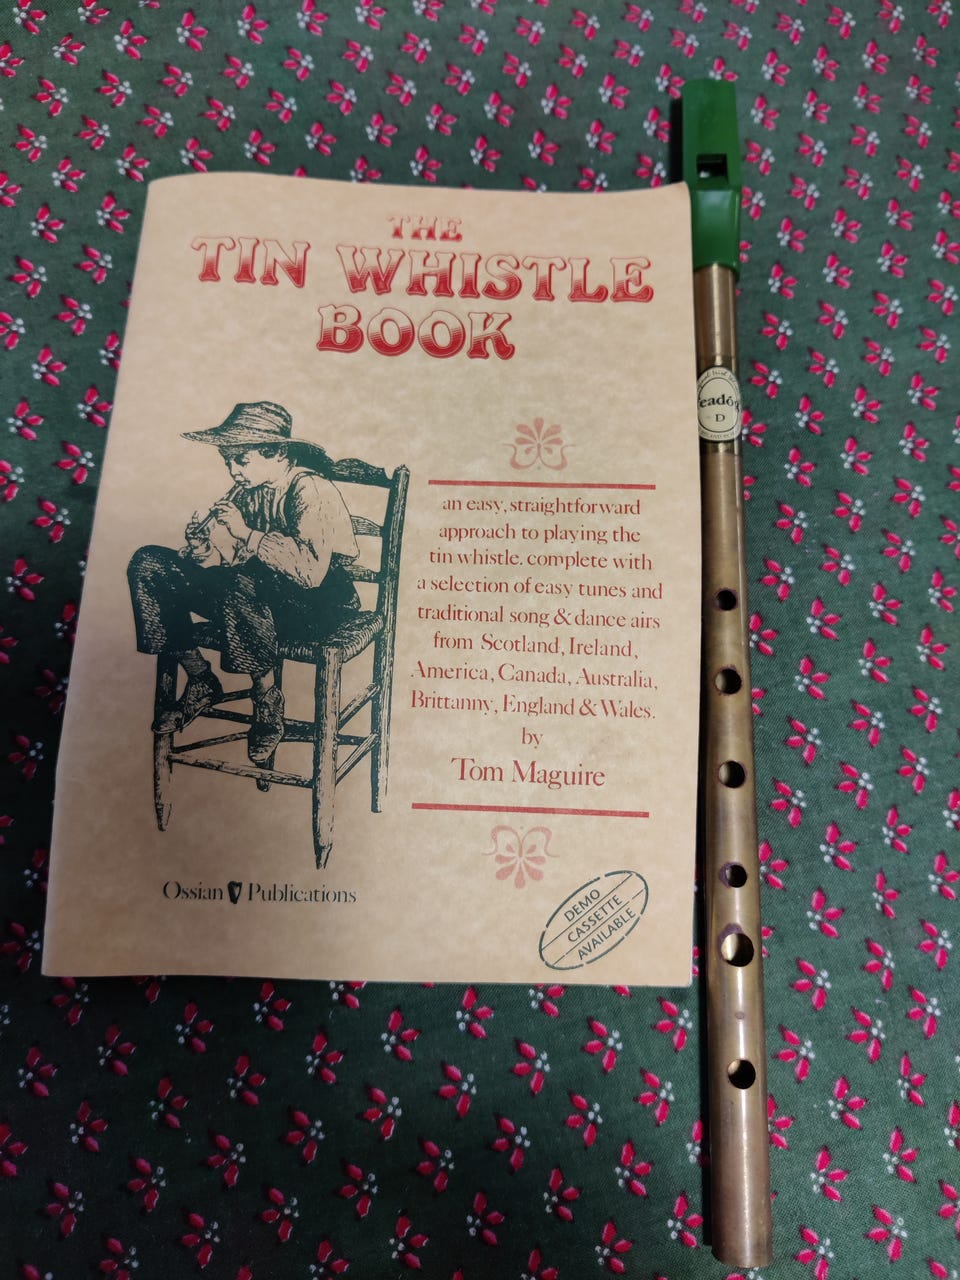 THE
TIN WHISTLE
BOOK
an easy, straightforward
approach to playing the
tin whistle. complete with
a selection of easy tunes and
traditional song & dance airs
from Scotland, Ireland,
America, Canada, Australia,
Brittanny, England & Wales.
by
Tom Maguire
Ossian Publications
DEMO
CASSETTE
AVAILABLE
eadóg
D